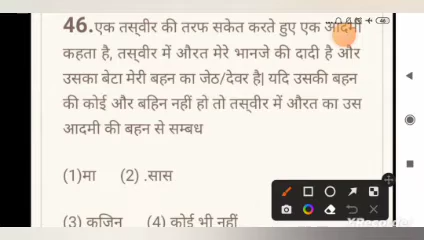 46.एक तस्वीर की तरफ सकेत करते हुए एक आदमी
कहता है, तस्वीर में औरत मेरे भानजे की दादी है और
उसका बेटा मेरी बहन का जेठ/देवर है| यदि उसकी बहन
की कोई और बहिन नहीं हो तो तस्वीर में औरत का उस
आदमी की बहन से सम्बध
(1)मा (2) .सास
(3) कजिन (4) कोई भी नहीं